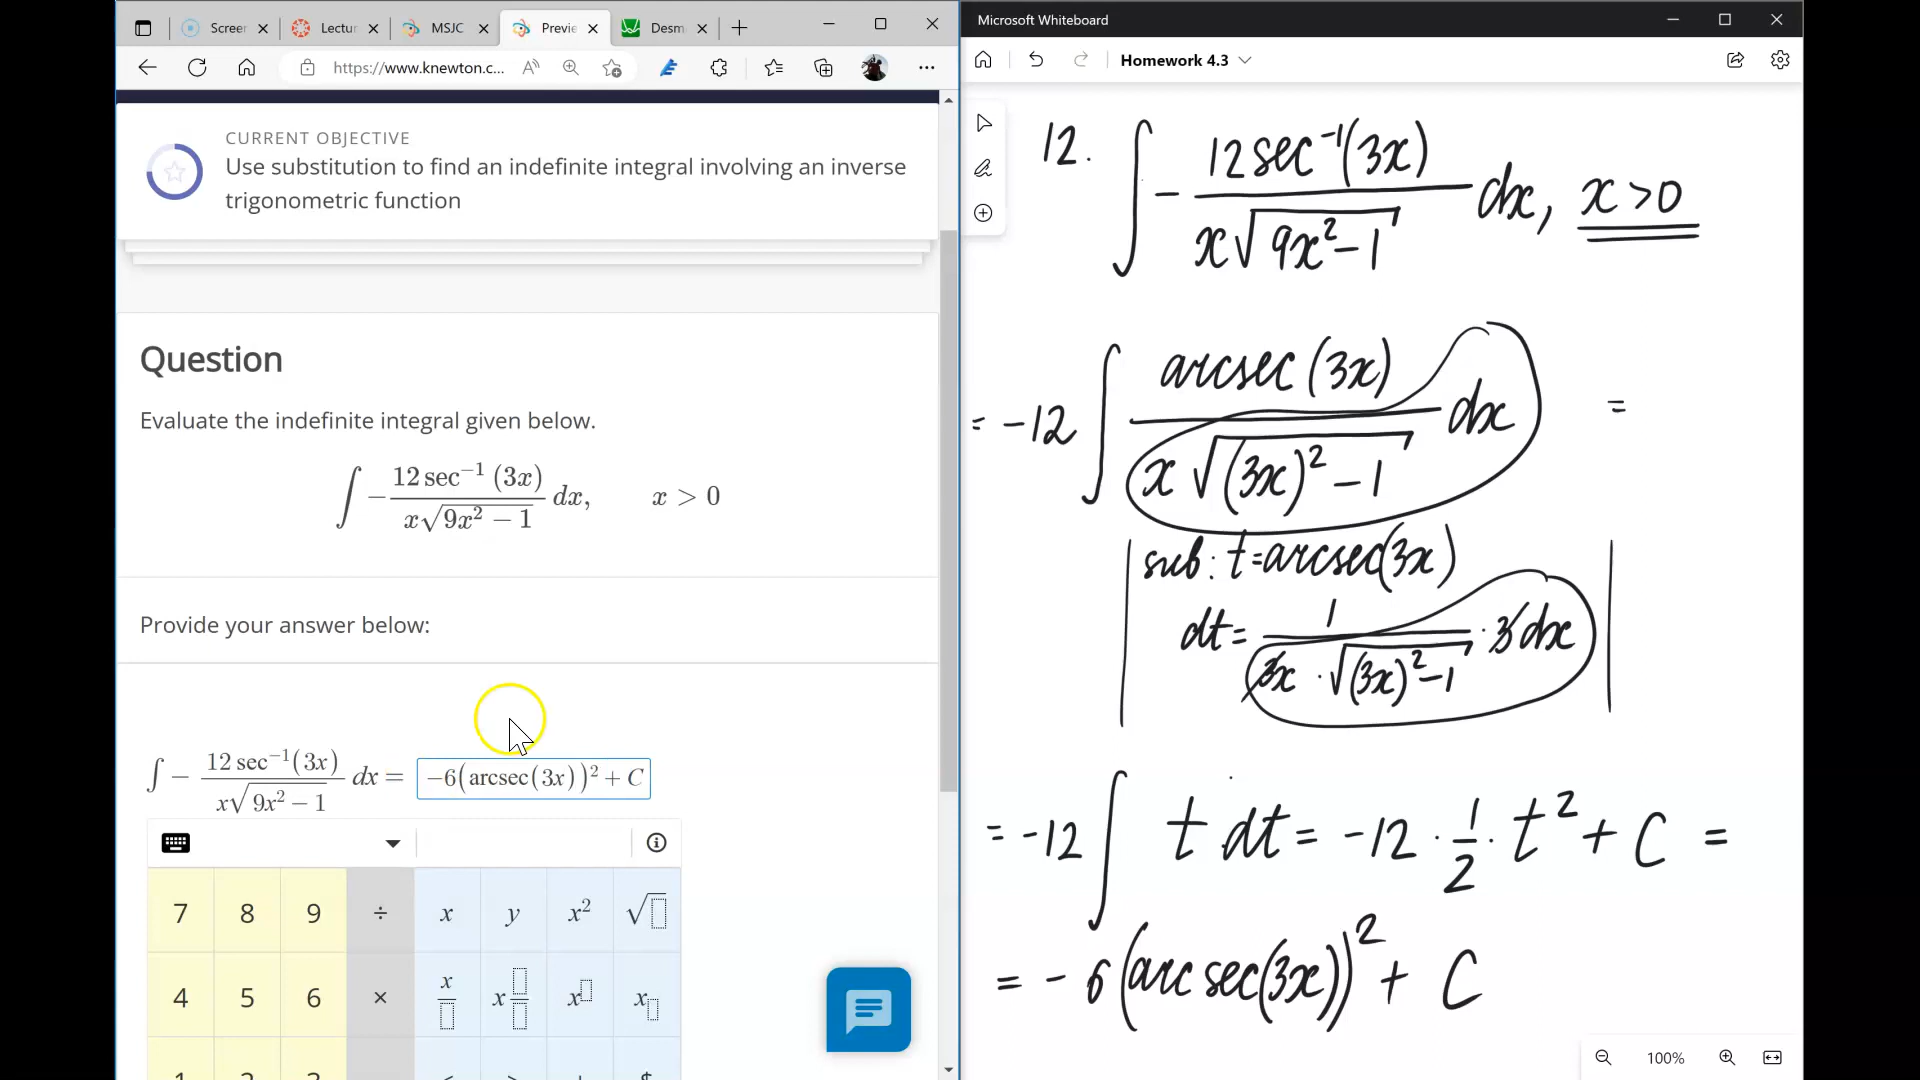 Screer
Lectur
MSJC
Previe
Desm
https://www.knewton.c...
CURRENT OBJECTIVE
Use substitution to find an indefinite integral involving an inverse
trigonometric function
Question
Evaluate the indefinite integral given below.
∫ − 12 sec⁻¹ (3x) / x√(9x² − 1) dx, x > 0
Provide your answer below:
∫ − 12 sec⁻¹(3x) / x√(9x² − 1) dx = −6(arcsec(3x))² + C
7 8 9 ÷ x y x² √
4 5 6 × x
1 2 3
Microsoft Whiteboard
Homework 4.3
12. ∫ − 12 sec⁻¹(3x) / x√(9x² − 1) dx, x > 0
= −12 ∫ arcsec (3x) / x √((3x)² − 1) dx =
sub: t = arcsec(3x)
dt = 1 / 3x · √((3x)² − 1) · 3 dx
= −12 ∫ t dt = −12 · 1/2 · t² + C =
= − 6 (arc sec(3x))² + C
100%